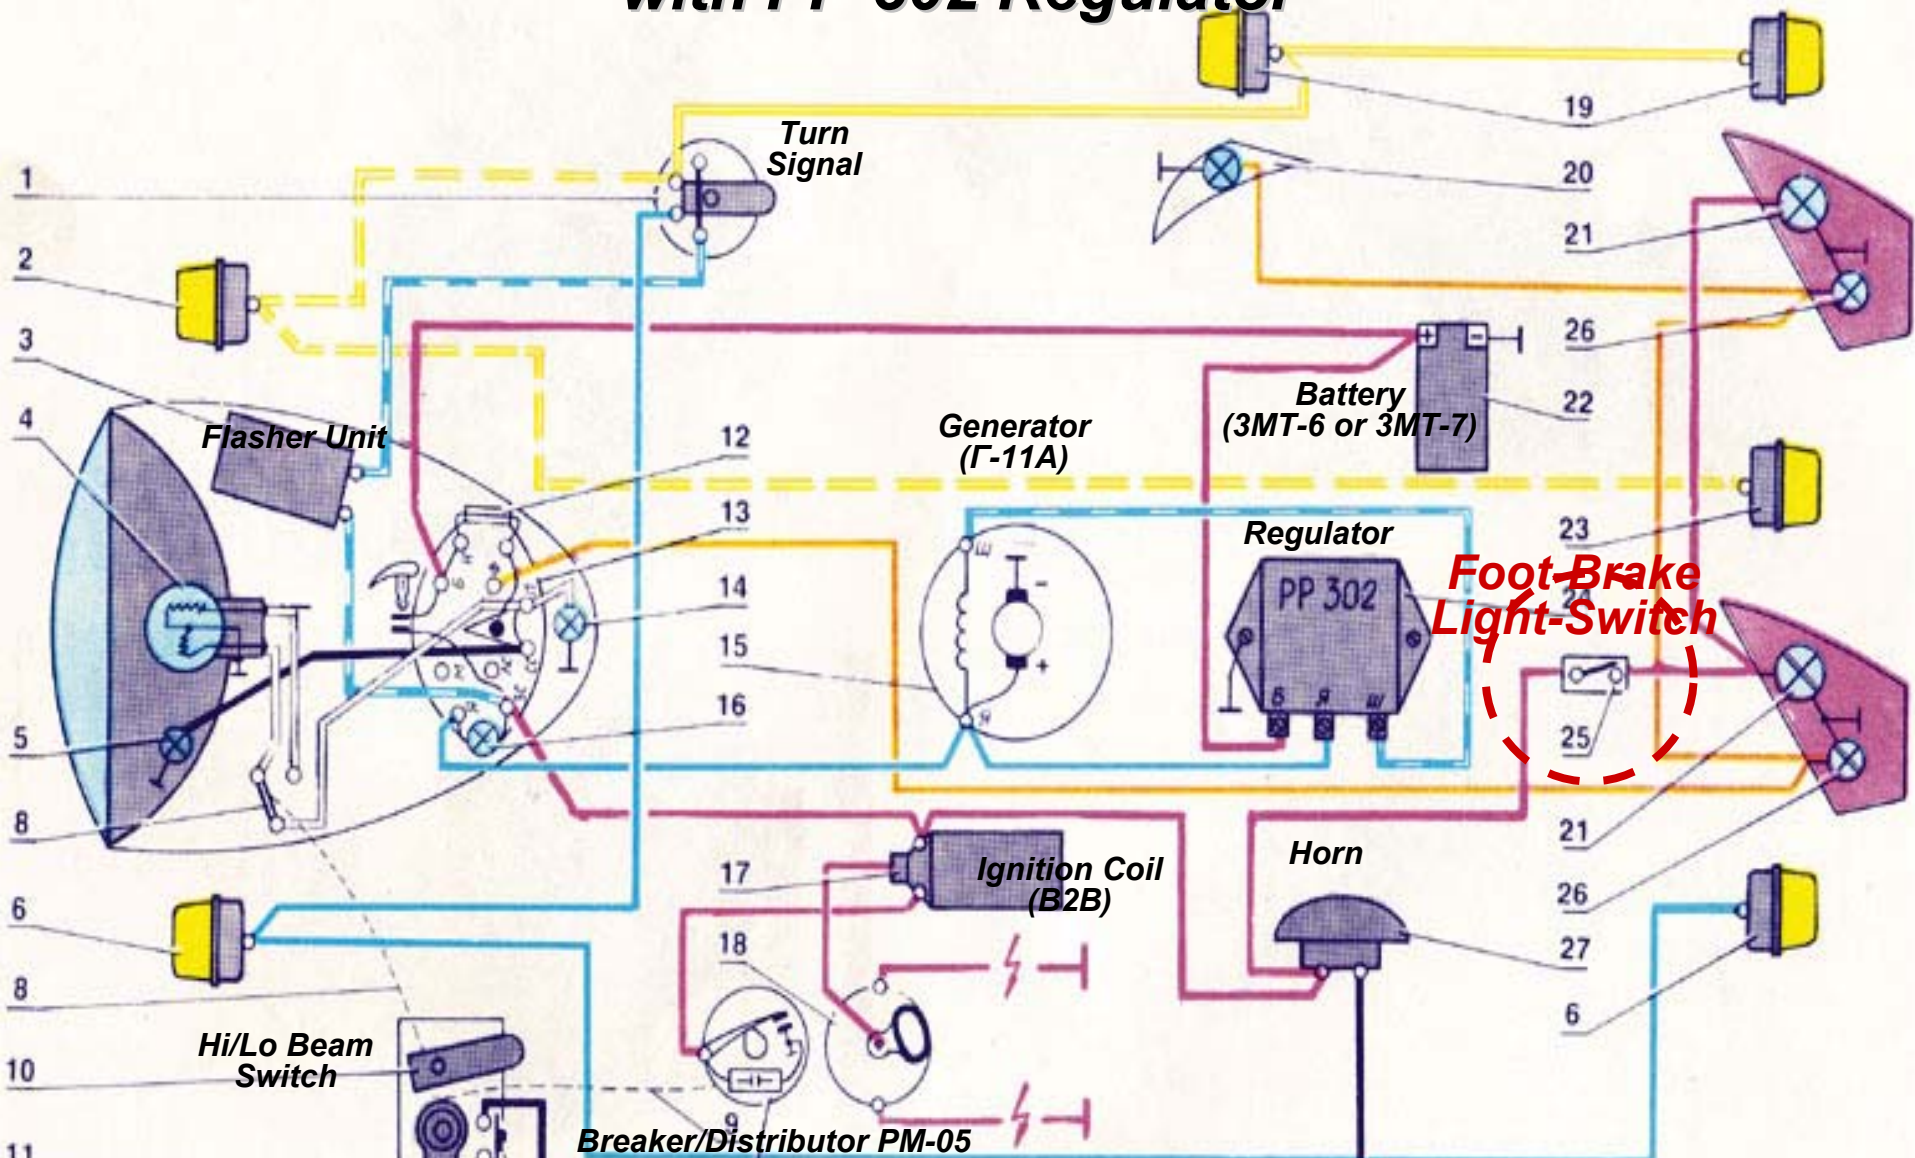 with PP-302 Regulator
Turn
Signal
1
2
3
4
5
8
6
8
10
11
Flasher Unit
12
13
14
15
16
17
18
9
Generator
(Г-11А)
Battery
(3MT-6 or 3MT-7)
+
−
Regulator
PP 302
Б
Я
Ш
Ш
−
+
Я
Foot-Brake
Light-Switch
19
20
21
26
22
23
24
25
21
26
27
6
Horn
Ignition Coil
(B2B)
Hi/Lo Beam
Switch
Breaker/Distributor PM-05